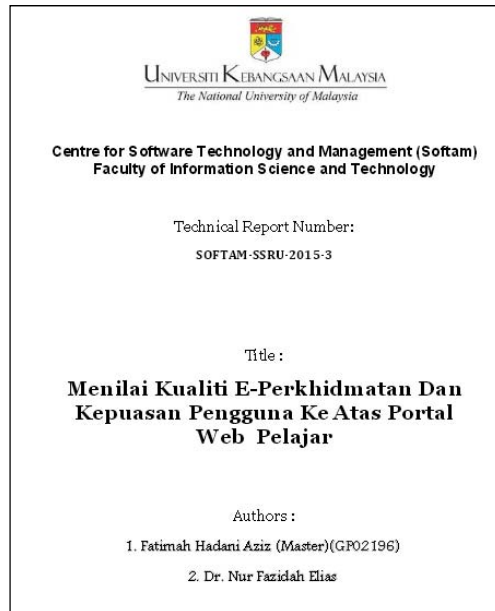 UNIVERSITI KEBANGSAAN MALAYSIA
The National University of Malaysia
Centre for Software Technology and Management (Softam)
Faculty of Information Science and Technology
Technical Report Number:
SOFTAM-SSRU-2015-3
Title :
Menilai Kualiti E-Perkhidmatan Dan
Kepuasan Pengguna Ke Atas Portal
Web Pelajar
Authors :
1. Fatimah Hadani Aziz (Master)(GP02196)
2. Dr. Nur Fazidah Elias